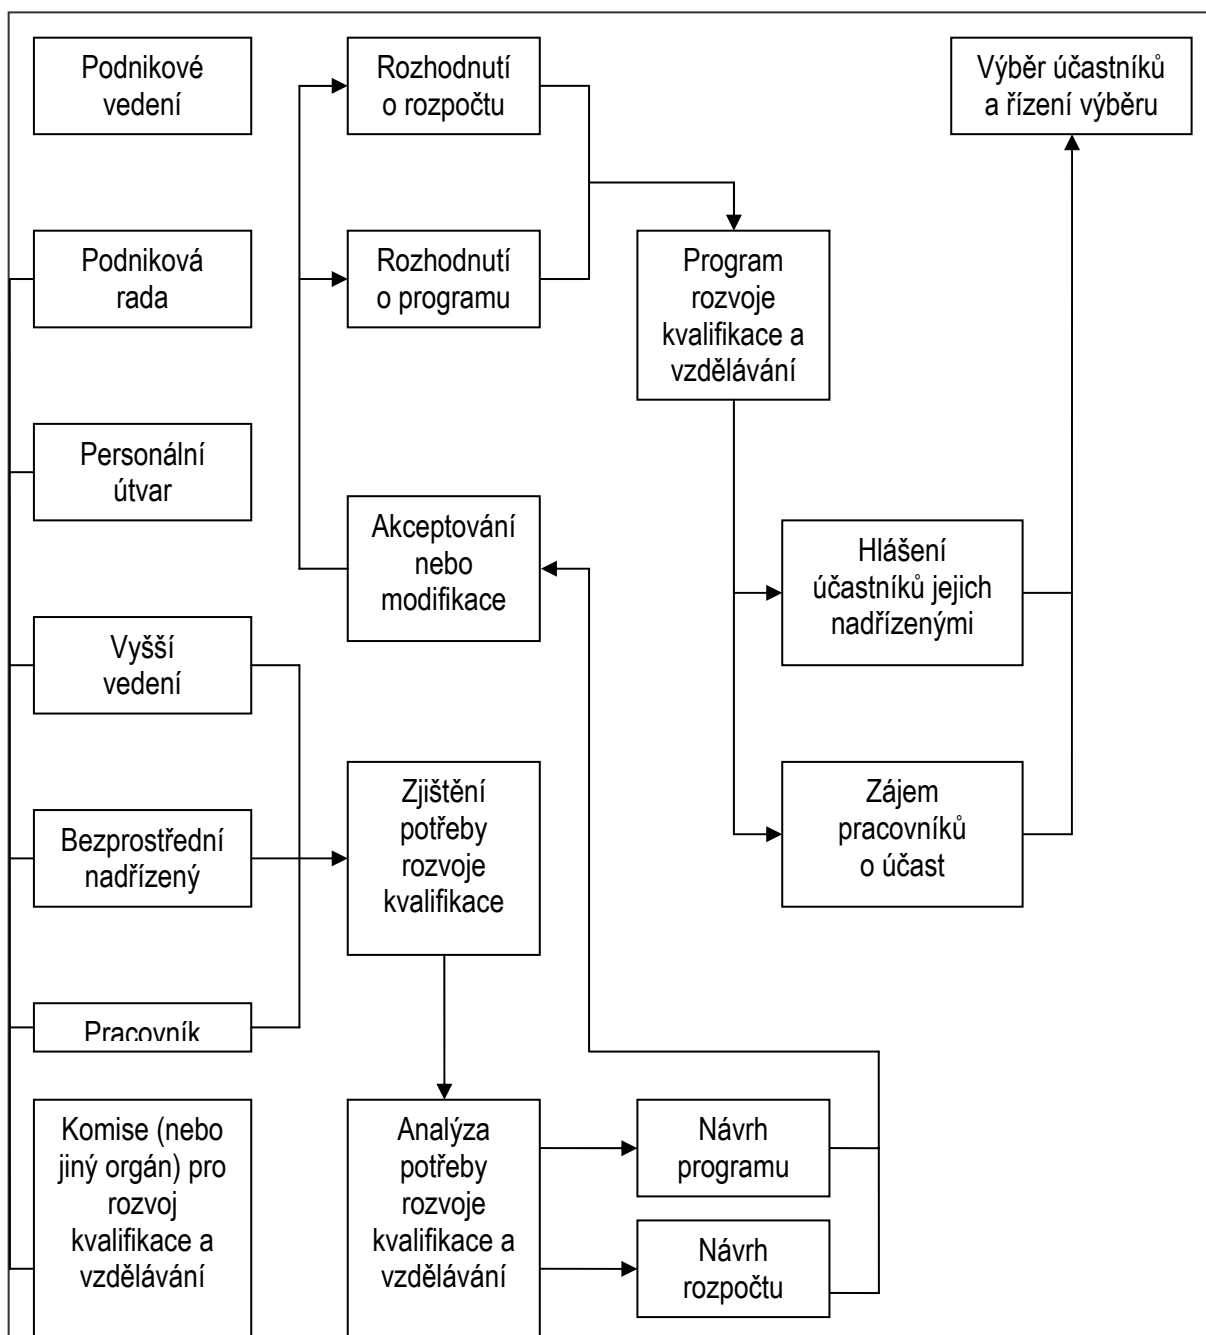 Podnikové
vedení
Rozhodnutí
o rozpočtu
Výběr účastníků
a řízení výběru
Podniková
rada
Rozhodnutí
o programu
Program
rozvoje
kvalifikace a
vzdělávání
Personální
útvar
Akceptování
nebo
modifikace
Hlášení
účastníků jejich
nadřízenými
Vyšší
vedení
Bezprostřední
nadřízený
Zjištění
potřeby
rozvoje
kvalifikace
Zájem
pracovníků
o účast
Pracovník
Komise (nebo
jiný orgán) pro
rozvoj
kvalifikace a
vzdělávání
Analýza
potřeby
rozvoje
kvalifikace a
vzdělávání
Návrh
programu
Návrh
rozpočtu